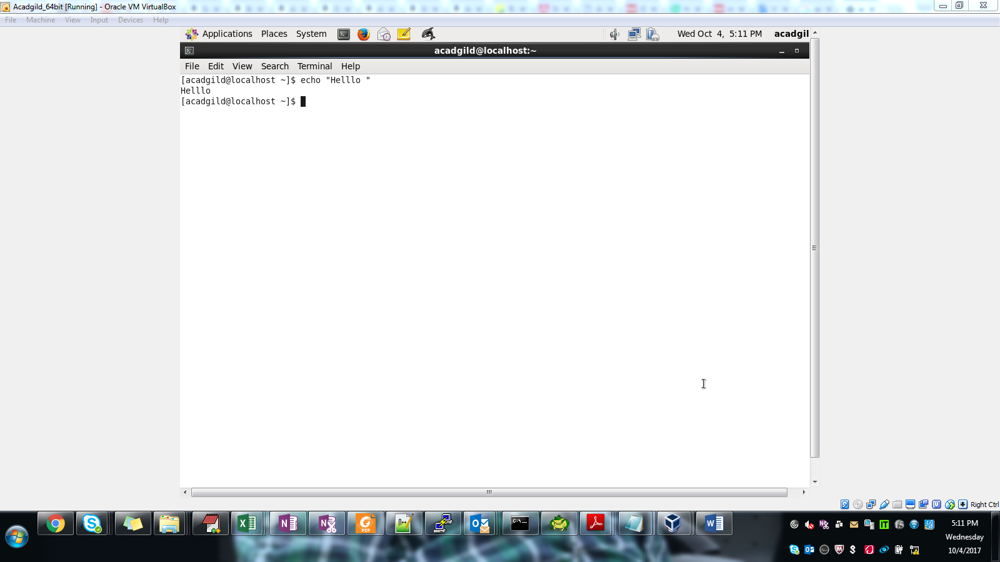 Acadgild_64bit [Running] - Oracle VM VirtualBox
File Machine View Input Devices Help
Applications Places System Wed Oct 4, 5:11 PM acadgil
acadgild@localhost:~
File Edit View Search Terminal Help
[acadgild@localhost ~]$ echo "Helllo "
Helllo
[acadgild@localhost ~]$
Right Ctrl
5:11 PM
Wednesday
10/4/2017